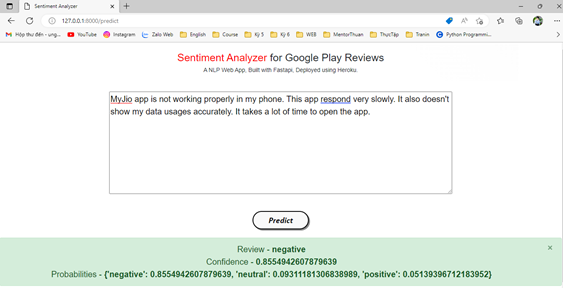 Sentiment Analyzer
127.0.0.1:8000/predict
Hộp thư đến - ung... YouTube Instagram Zalo Web English Course Kỳ 5 Kỳ 6 WEB MentorThuan ThucTập Tranin Python Programmi...
Sentiment Analyzer for Google Play Reviews
A NLP Web App, Built with Fastapi, Deployed using Heroku.
MyJio app is not working properly in my phone. This app respond very slowly. It also doesn't
show my data usages accurately. It takes a lot of time to open the app.
Predict
Review - negative
Confidence - 0.8554942607879639
Probabilities - {'negative': 0.8554942607879639, 'neutral': 0.09311181306838989, 'positive': 0.05139396712183952}